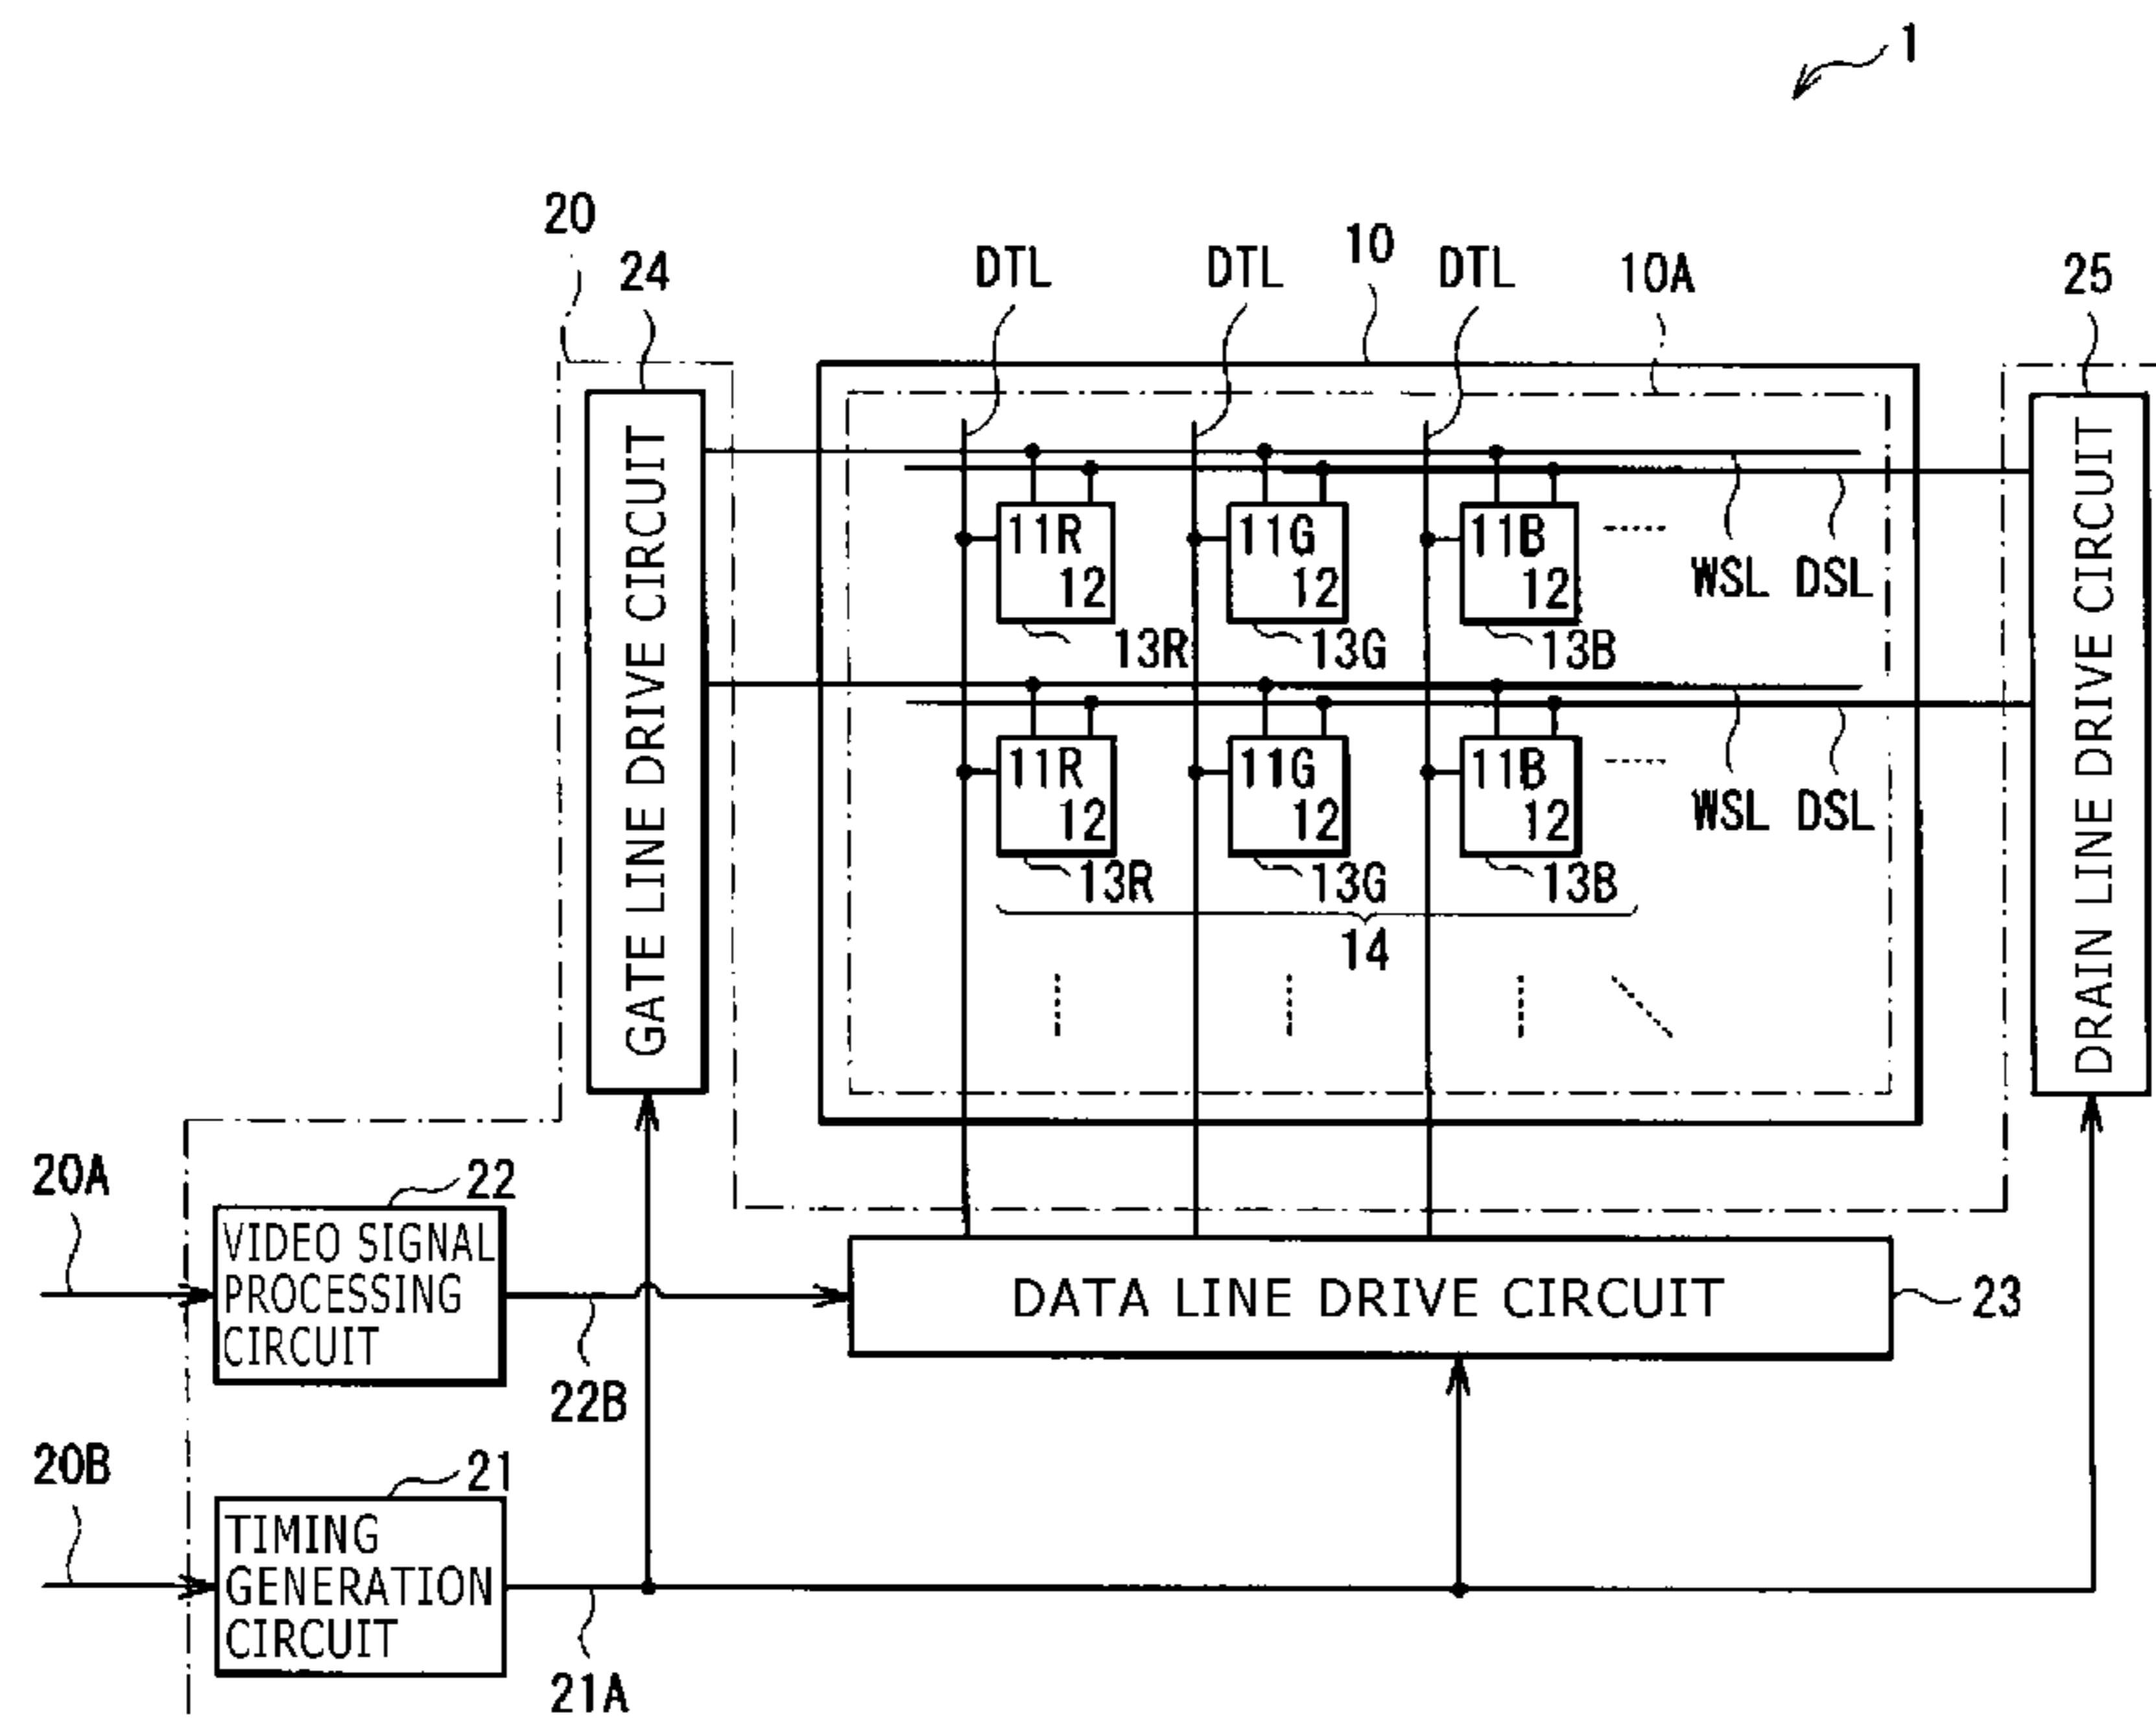 1
20
24
DTL
DTL
10
DTL
10A
25
GATE LINE DRIVE CIRCUIT
DRAIN LINE DRIVE CIRCUIT
11R
12
11G
12
11B
12
WSL DSL
13R
13G
13B
11R
12
11G
12
11B
12
WSL DSL
13R
13G
13B
14
20A
22
VIDEO SIGNAL
PROCESSING
CIRCUIT
22B
DATA LINE DRIVE CIRCUIT
23
20B
21
TIMING
GENERATION
CIRCUIT
21A